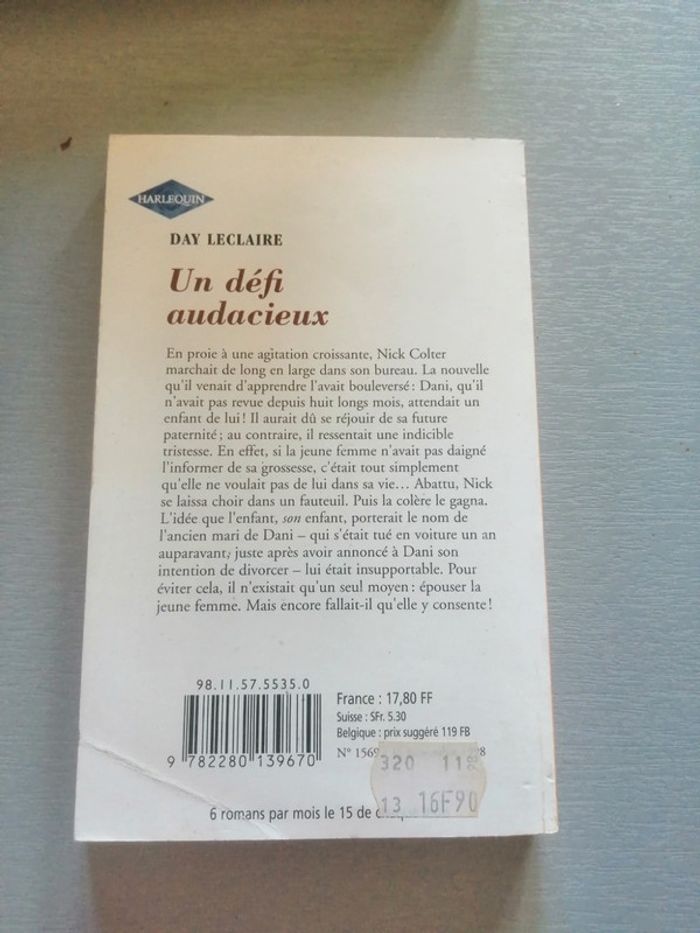 HARLEQUIN
DAY LECLAIRE
Un défi
audacieux
En proie à une agitation croissante, Nick Colter
marchait de long en large dans son bureau. La nouvelle
qu'il venait d'apprendre l'avait bouleversé : Dani, qu'il
n'avait pas revue depuis huit longs mois, attendait un
enfant de lui ! Il aurait dû se réjouir de sa future
paternité ; au contraire, il ressentait une indicible
tristesse. En effet, si la jeune femme n'avait pas daigné
l'informer de sa grossesse, c'était tout simplement
qu'elle ne voulait pas de lui dans sa vie… Abattu, Nick
se laissa choir dans un fauteuil. Puis la colère le gagna.
L'idée que l'enfant, son enfant, porterait le nom de
l'ancien mari de Dani – qui s'était tué en voiture un an
auparavant, juste après avoir annoncé à Dani son
intention de divorcer – lui était insupportable. Pour
éviter cela, il n'existait qu'un seul moyen : épouser la
jeune femme. Mais encore fallait-il qu'elle y consente !
98.11.57.5535.0
9 782280 139670
France : 17,80 FF
Suisse : SFr. 5.30
Belgique : prix suggéré 119 FB
N° 1569
320 11
13 16F90
6 romans par mois le 15 de